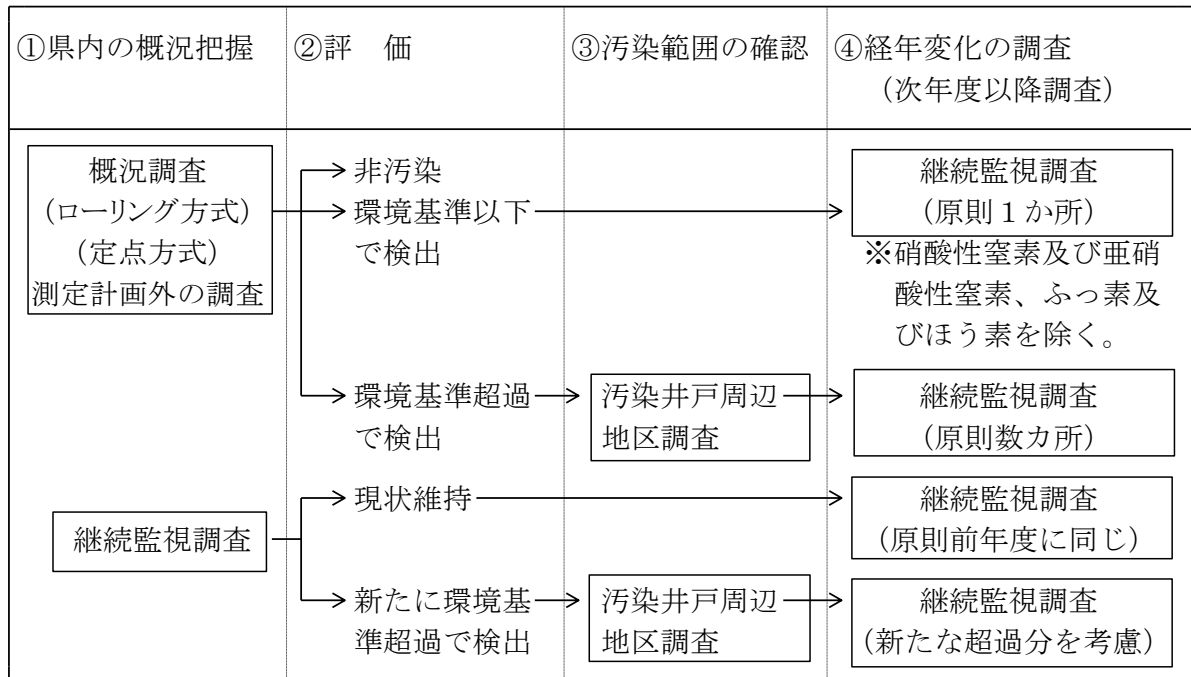 ①県内の概況把握
②評　価
③汚染範囲の確認
④経年変化の調査
（次年度以降調査）
概況調査
（ローリング方式）
（定点方式）
測定計画外の調査
非汚染
環境基準以下
で検出
継続監視調査
（原則１か所）
※硝酸性窒素及び亜硝
酸性窒素、ふっ素及
びほう素を除く。
環境基準超過
で検出
汚染井戸周辺
地区調査
継続監視調査
（原則数カ所）
継続監視調査
現状維持
継続監視調査
（原則前年度に同じ）
新たに環境基
準超過で検出
汚染井戸周辺
地区調査
継続監視調査
（新たな超過分を考慮）